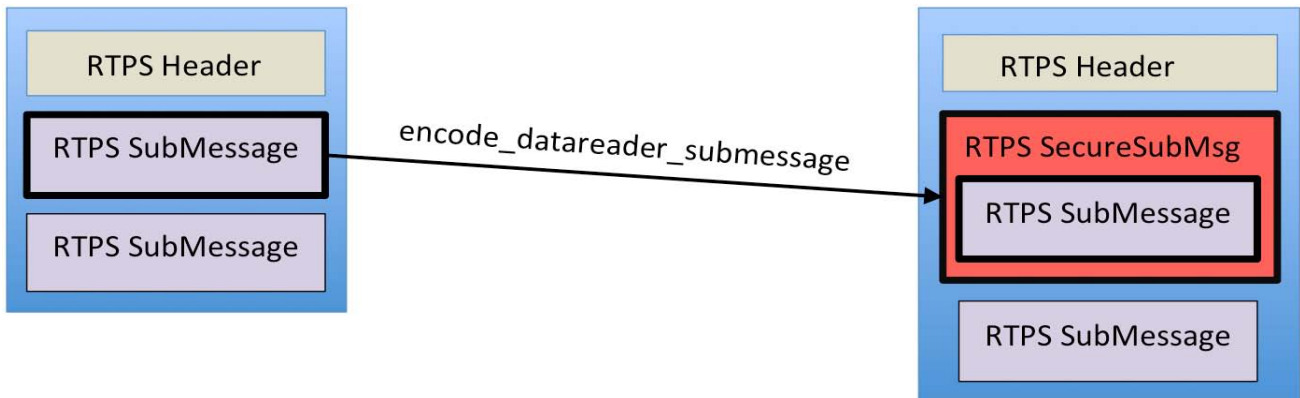 RTPS Header
RTPS SubMessage
RTPS SubMessage
encode_datareader_submessage
RTPS Header
RTPS SecureSubMsg
RTPS SubMessage
RTPS SubMessage